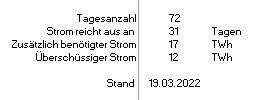 Tagesanzahl 72
Strom reicht aus an 31 Tagen
Zusätzlich benötigter Strom 17 TWh
Überschüssiger Strom 12 TWh
Stand 19.03.2022